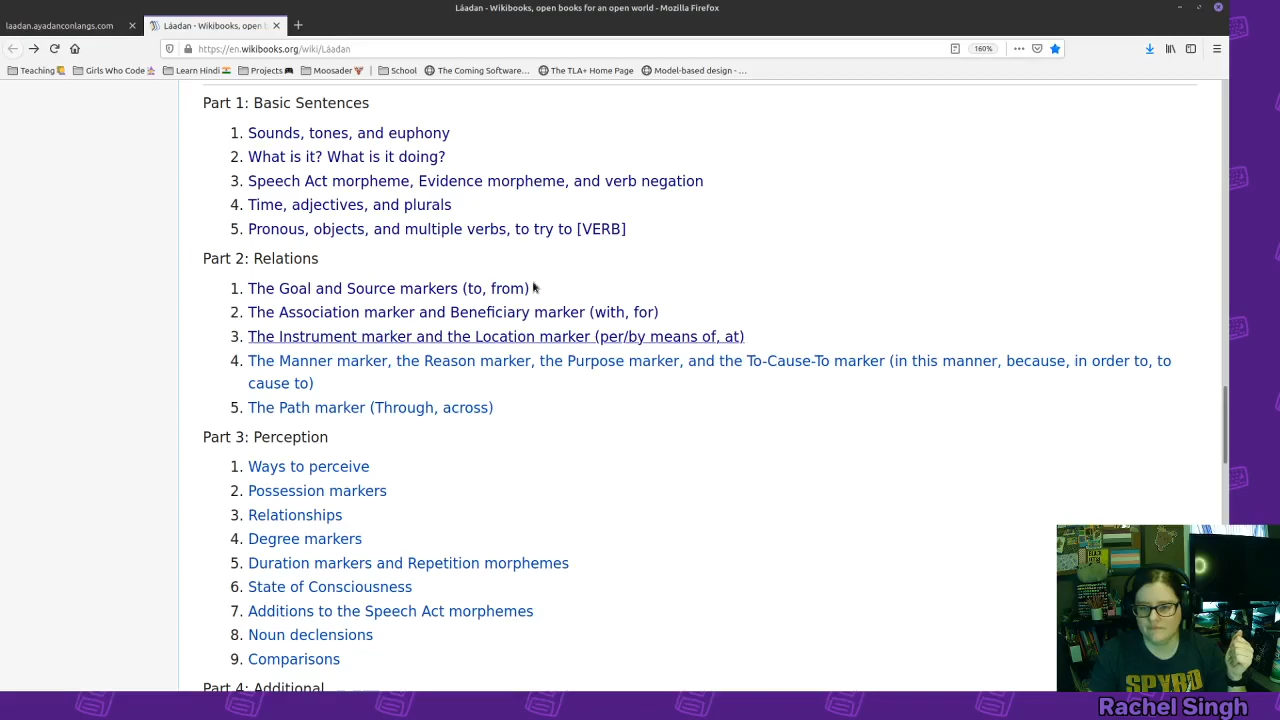 Láadan - Wikibooks, open books for an open world - Mozilla Firefox
laadan.ayadanconlangs.com
Láadan - Wikibooks, open b
https://en.wikibooks.org/wiki/Láadan
160%
Teaching
Girls Who Code
Learn Hindi
Projects
Moosader
School
The Coming Software...
The TLA+ Home Page
Model-based design - ...
Part 1: Basic Sentences
1. Sounds, tones, and euphony
2. What is it? What is it doing?
3. Speech Act morpheme, Evidence morpheme, and verb negation
4. Time, adjectives, and plurals
5. Pronous, objects, and multiple verbs, to try to [VERB]
Part 2: Relations
1. The Goal and Source markers (to, from)
2. The Association marker and Beneficiary marker (with, for)
3. The Instrument marker and the Location marker (per/by means of, at)
4. The Manner marker, the Reason marker, the Purpose marker, and the To-Cause-To marker (in this manner, because, in order to, to
cause to)
5. The Path marker (Through, across)
Part 3: Perception
1. Ways to perceive
2. Possession markers
3. Relationships
4. Degree markers
5. Duration markers and Repetition morphemes
6. State of Consciousness
7. Additions to the Speech Act morphemes
8. Noun declensions
9. Comparisons
Part 4: Additional
SPYRO
Rachel Singh